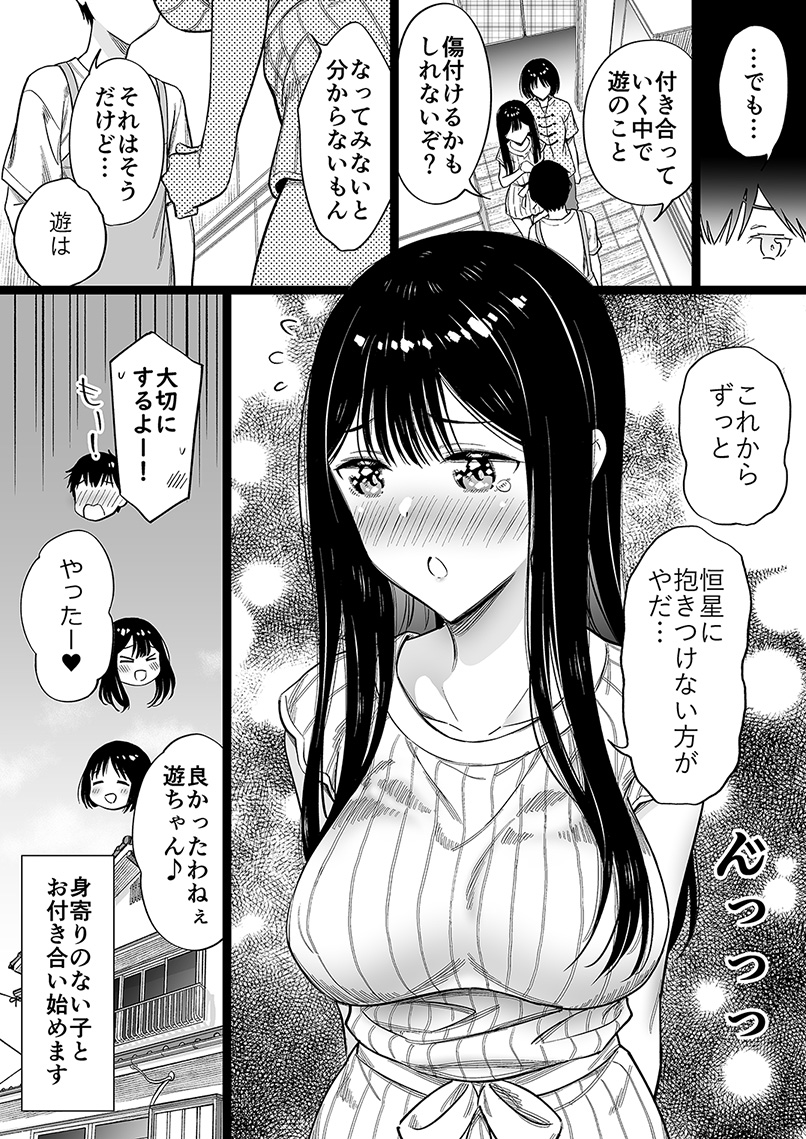 …でも…
付き合って
いく中で
遊のこと
傷付けるかも
しれないぞ？
なってみないと
分からないもん
それはそう
だけど…
遊は
これから
ずっと
恒星に
抱きつけない方が
やだ…
んっっっ
大切に
するよー！
もー！
やったー♥
良かったわねぇ
遊ちゃん♪
身寄りのない子と
お付き合い始めます